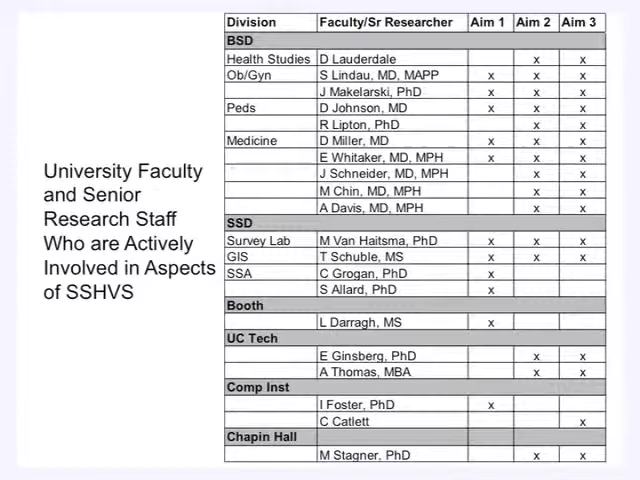 University Faculty
and Senior
Research Staff
Who are Actively
Involved in Aspects
of SSHVS
Division Faculty/Sr Researcher Aim 1 Aim 2 Aim 3
BSD
Health Studies D Lauderdale x x
Ob/Gyn S Lindau, MD, MAPP x x x
J Makelarski, PhD x x x
Peds D Johnson, MD x x x
R Lipton, PhD x x
Medicine D Miller, MD x x x
E Whitaker, MD, MPH x x x
J Schneider, MD, MPH x x
M Chin, MD, MPH x x
A Davis, MD, MPH x x
SSD
Survey Lab M Van Haitsma, PhD x x x
GIS T Schuble, MS x x x
SSA C Grogan, PhD x
S Allard, PhD x
Booth
L Darragh, MS x
UC Tech
E Ginsberg, PhD x x
A Thomas, MBA x x
Comp Inst
I Foster, PhD x
C Catlett x
Chapin Hall
M Stagner, PhD x x